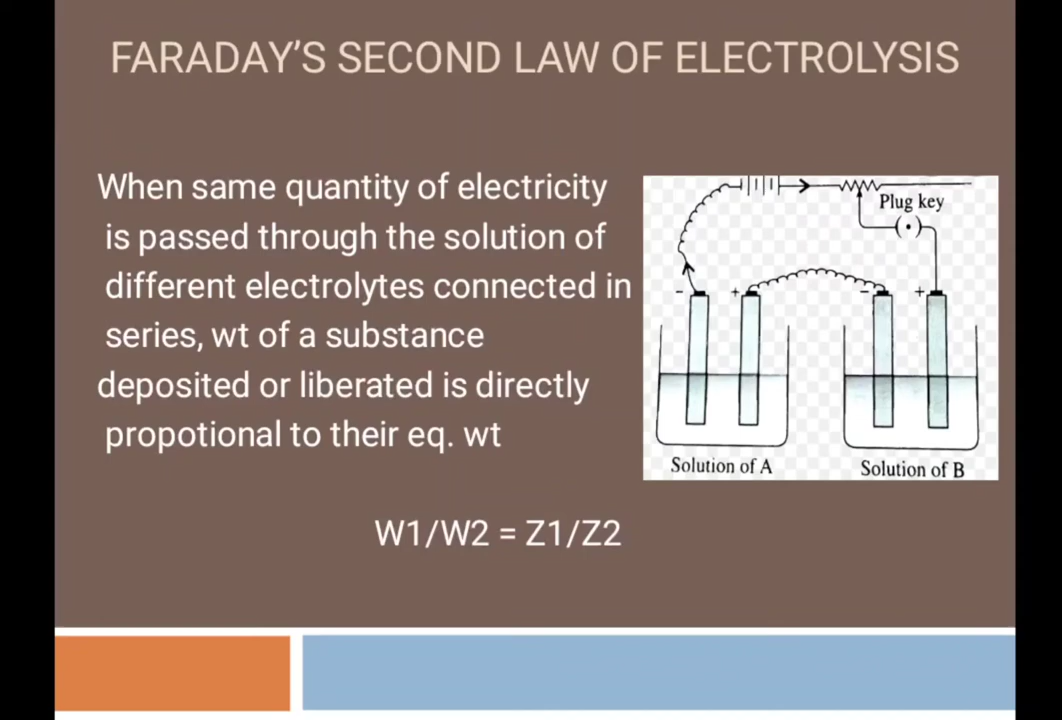 FARADAY'S SECOND LAW OF ELECTROLYSIS
When same quantity of electricity
is passed through the solution of
different electrolytes connected in
series, wt of a substance
deposited or liberated is directly
propotional to their eq. wt
W1/W2 = Z1/Z2
Plug key
- + - +
Solution of A
Solution of B